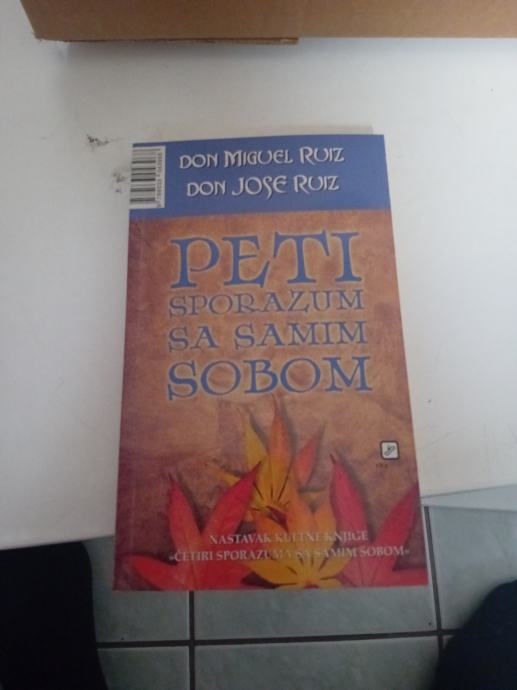 DON MIGUEL RUIZ
DON JOSE RUIZ
PETI
SPORAZUM
SA SAMIM
SOBOM
NASTAVAK KULTNE KNJIGE
»ČETIRI SPORAZUMA SA SAMIM SOBOM«